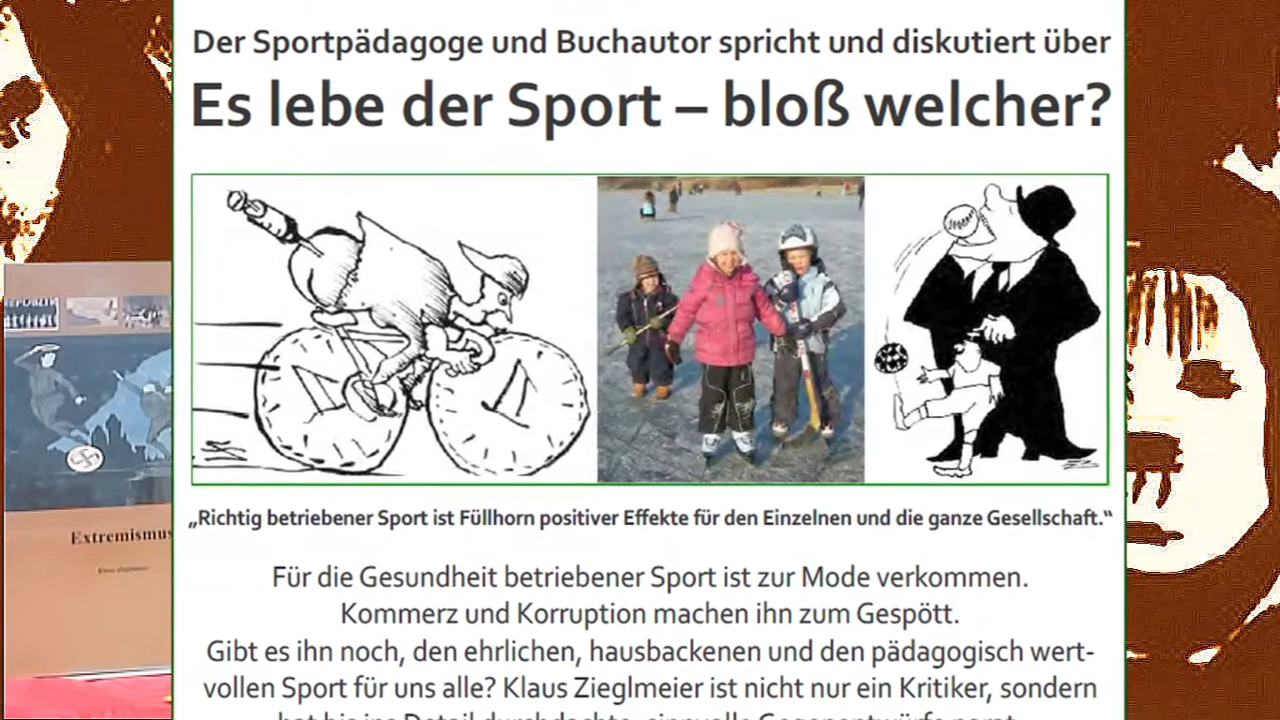 Der Sportpädagoge und Buchautor spricht und diskutiert über
Es lebe der Sport – bloß welcher?
„Richtig betriebener Sport ist Füllhorn positiver Effekte für den Einzelnen und die ganze Gesellschaft.“
Für die Gesundheit betriebener Sport ist zur Mode verkommen.
Kommerz und Korruption machen ihn zum Gespött.
Gibt es ihn noch, den ehrlichen, hausbackenen und den pädagogisch wert-
vollen Sport für uns alle? Klaus Zieglmeier ist nicht nur ein Kritiker, sondern
Extremismus